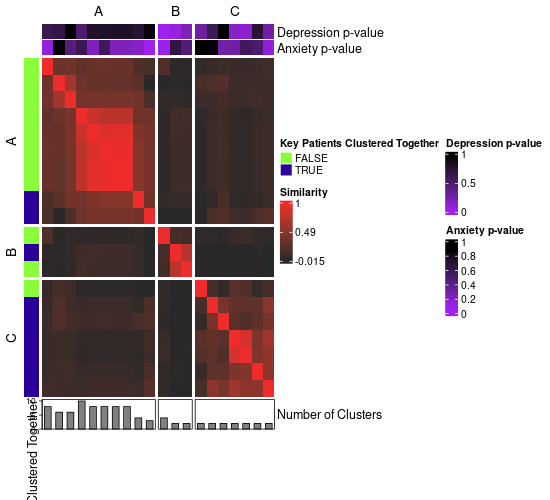 A B C
Depression p-value
Anxiety p-value
A
B
C
Key Patients Clustered Together
FALSE
TRUE
Similarity
1
0.49
-0.015
Depression p-value
1
0.5
0
Anxiety p-value
1
0.8
0.6
0.4
0.2
0
Number of Clusters
Clustered Together